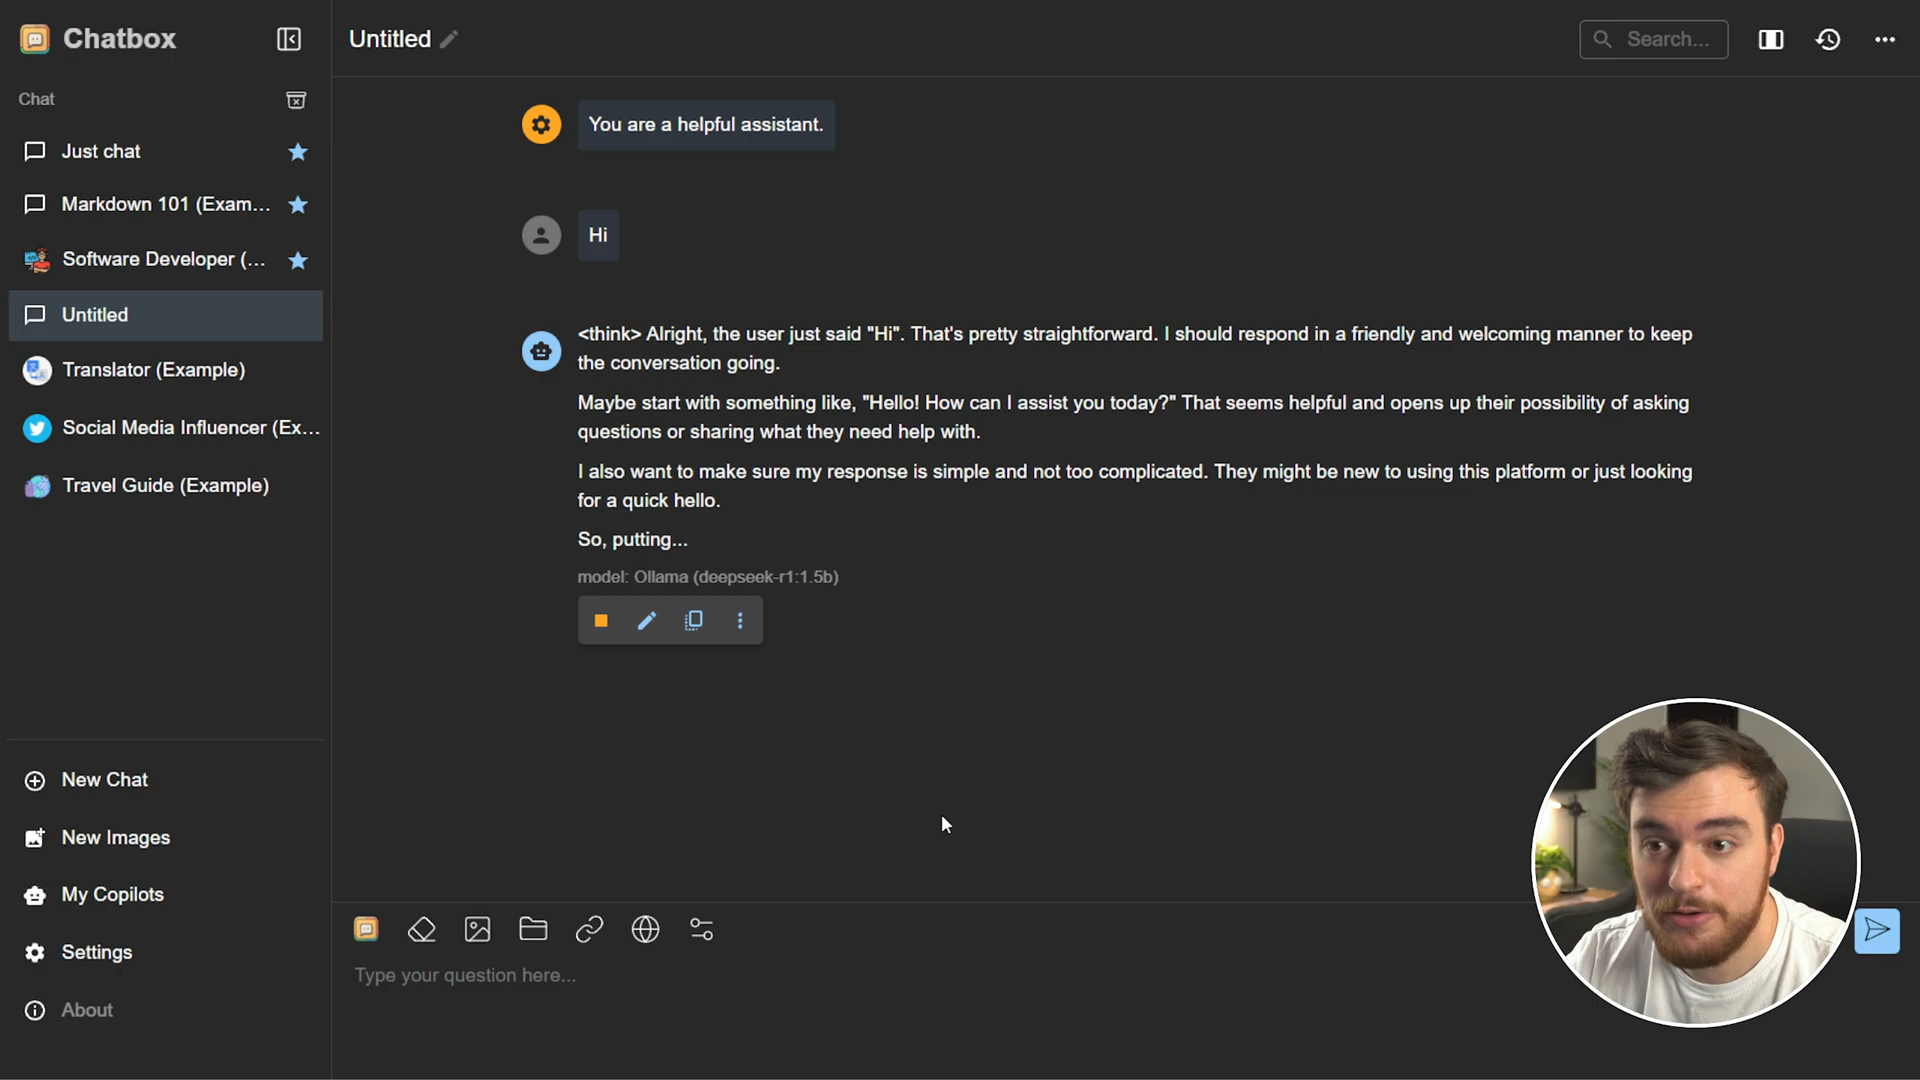 Chatbox
Untitled
Search...
Chat
Just chat
Markdown 101 (Exam...
Software Developer (...
Untitled
Translator (Example)
Social Media Influencer (Ex...
Travel Guide (Example)
New Chat
New Images
My Copilots
Settings
About
You are a helpful assistant.
Hi
<think> Alright, the user just said "Hi". That's pretty straightforward. I should respond in a friendly and welcoming manner to keep
the conversation going.
Maybe start with something like, "Hello! How can I assist you today?" That seems helpful and opens up their possibility of asking
questions or sharing what they need help with.
I also want to make sure my response is simple and not too complicated. They might be new to using this platform or just looking
for a quick hello.
So, putting...
model: Ollama (deepseek-r1:1.5b)
Type your question here...